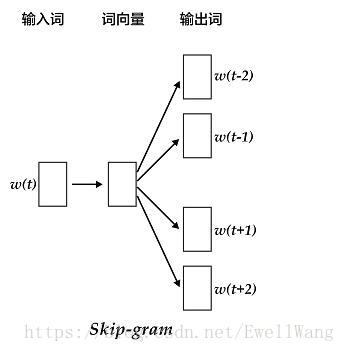 输入词 词向量 输出词
w(t-2)
w(t-1)
w(t)
w(t+1)
w(t+2)
Skip-gram
https://blog.csdn.net/EwellWang